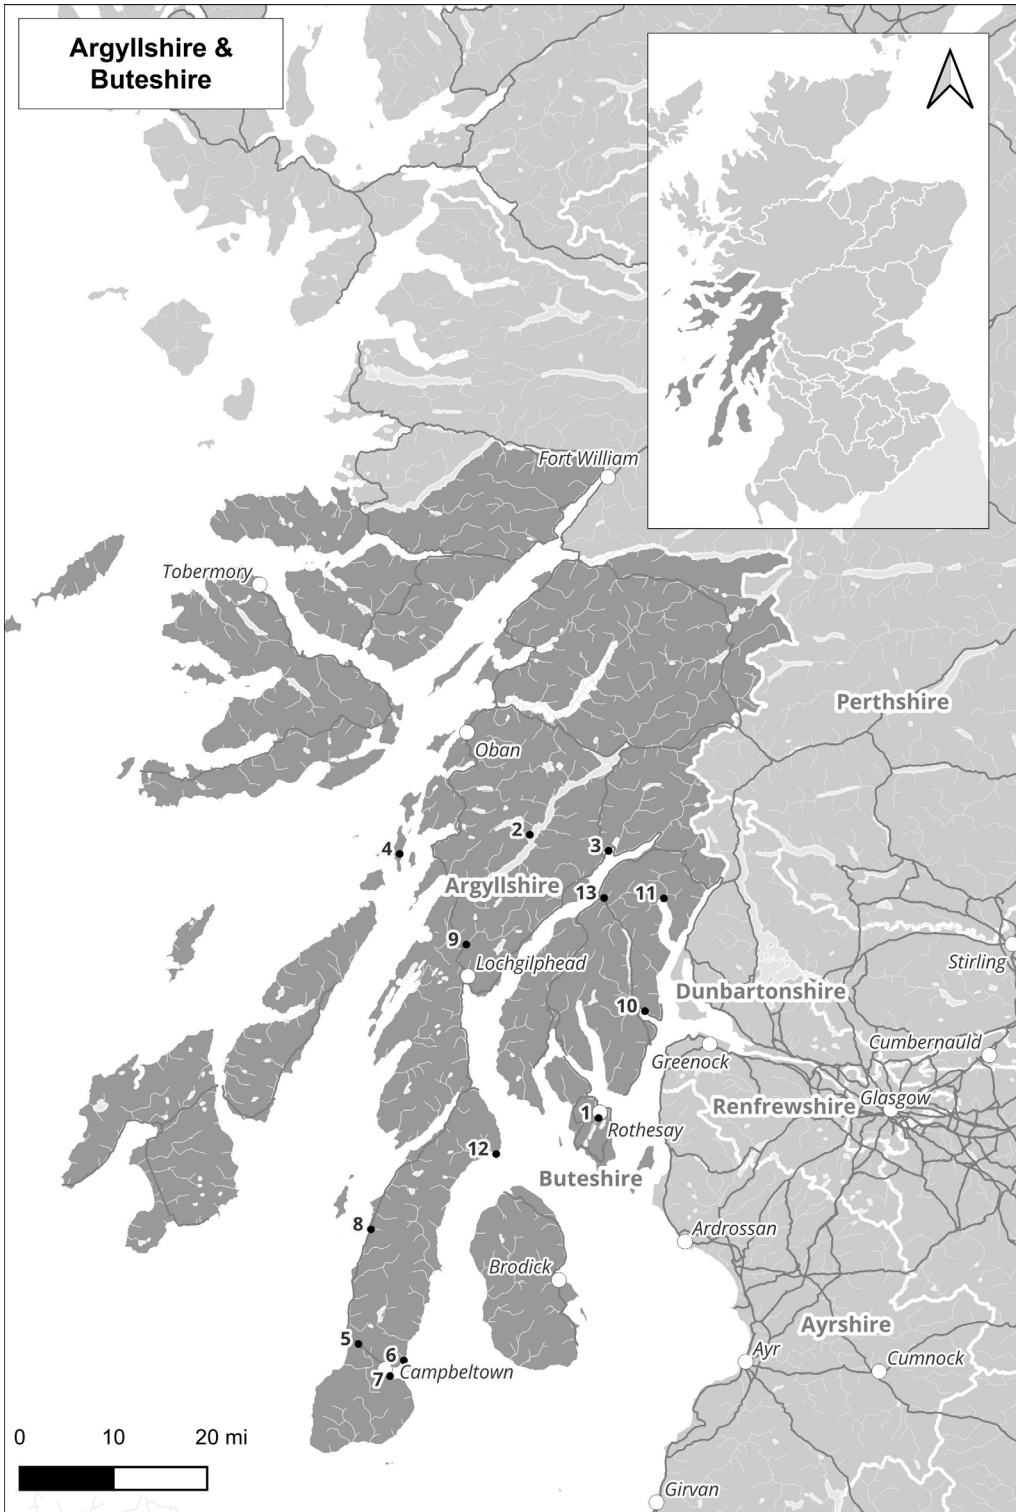 Argyllshire &
Buteshire
Fort William
Tobermory
Perthshire
Oban
2
4
3
Argyllshire
13
11
9
Lochgilphead
Stirling
Dunbartonshire
10
Cumbernauld
Greenock
Glasgow
Renfrewshire
1
Rothesay
12
Buteshire
8
Ardrossan
Brodick
Ayrshire
5
6
Ayr
Campbeltown
Cumnock
7
0 10 20 mi
Girvan